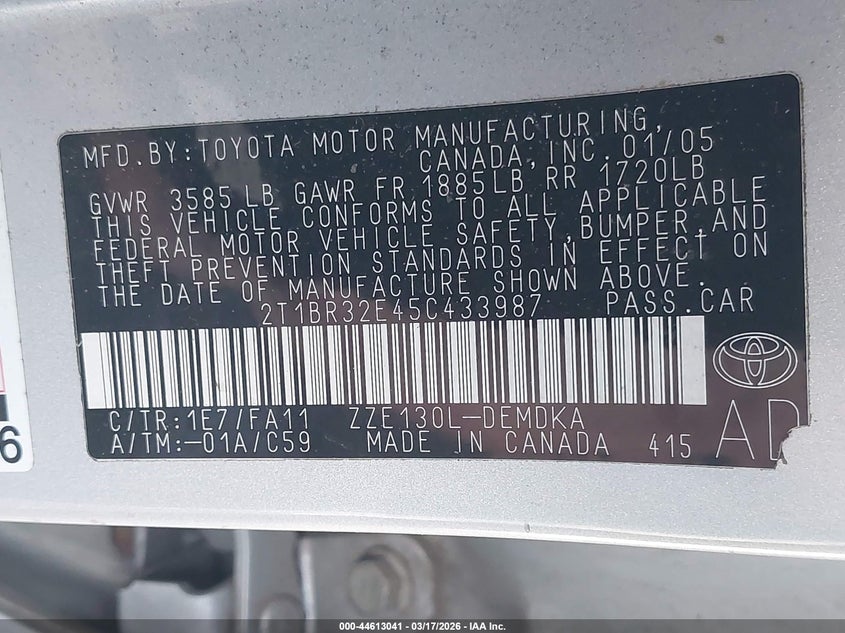 MFD.BY:TOYOTA MOTOR MANUFACTURING,
CANADA,INC. 01/05
GVWR 3585LB GAWR FR 1885LB RR 1720LB
THIS VEHICLE CONFORMS TO ALL APPLICABLE
FEDERAL MOTOR VEHICLE SAFETY,BUMPER,AND
THEFT PREVENTION STANDARDS IN EFFECT ON
THE DATE OF MANUFACTURE SHOWN ABOVE.
2T1BR32E45C433987 PASS.CAR
C/TR:1E7/FA11 ZZE130L-DEMDKA
A/TM:-01A/C59 MADE IN CANADA 415 AD
6
000-44613041 - 03/17/2026 - IAA Inc.